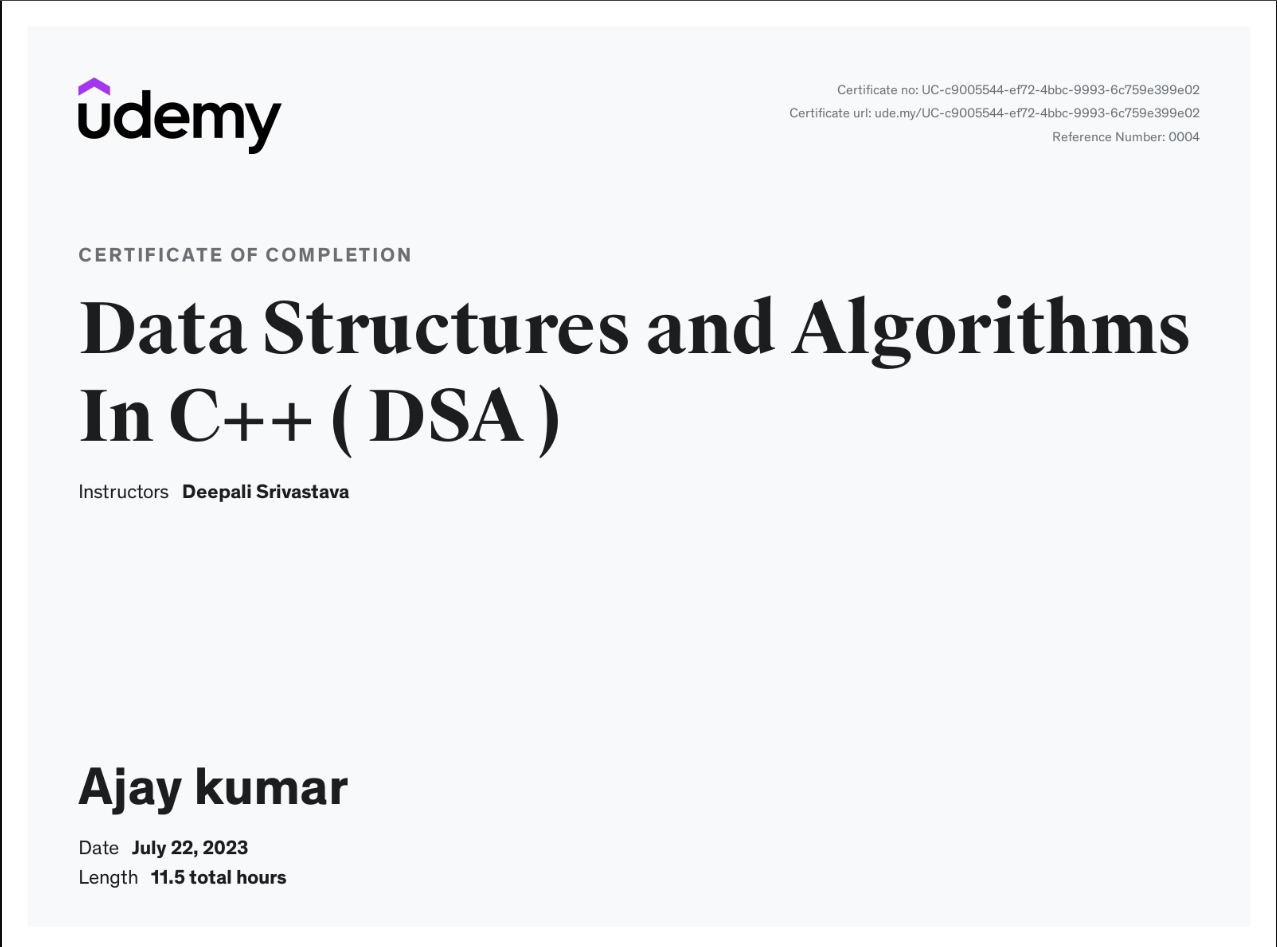 udemy
Certificate no: UC-c9005544-ef72-4bbc-9993-6c759e399e02
Certificate url: ude.my/UC-c9005544-ef72-4bbc-9993-6c759e399e02
Reference Number: 0004
CERTIFICATE OF COMPLETION
Data Structures and Algorithms
In C++ ( DSA )
Instructors Deepali Srivastava
Ajay kumar
Date July 22, 2023
Length 11.5 total hours